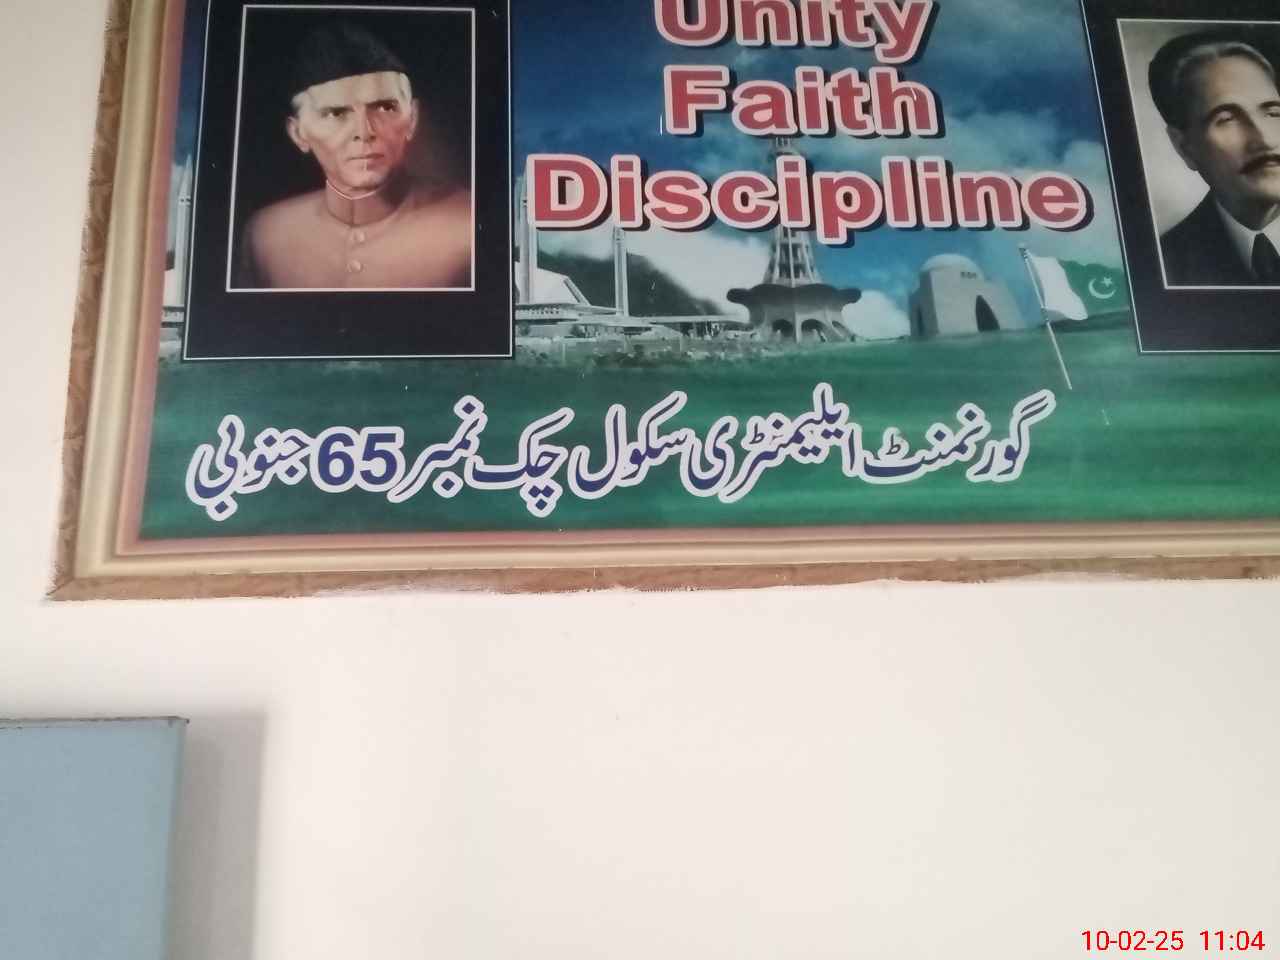 Unity
Faith
Discipline
گورنمنٹ ایلیمنٹری سکول چک نمبر 65 جنوبی
10-02-25 11:04